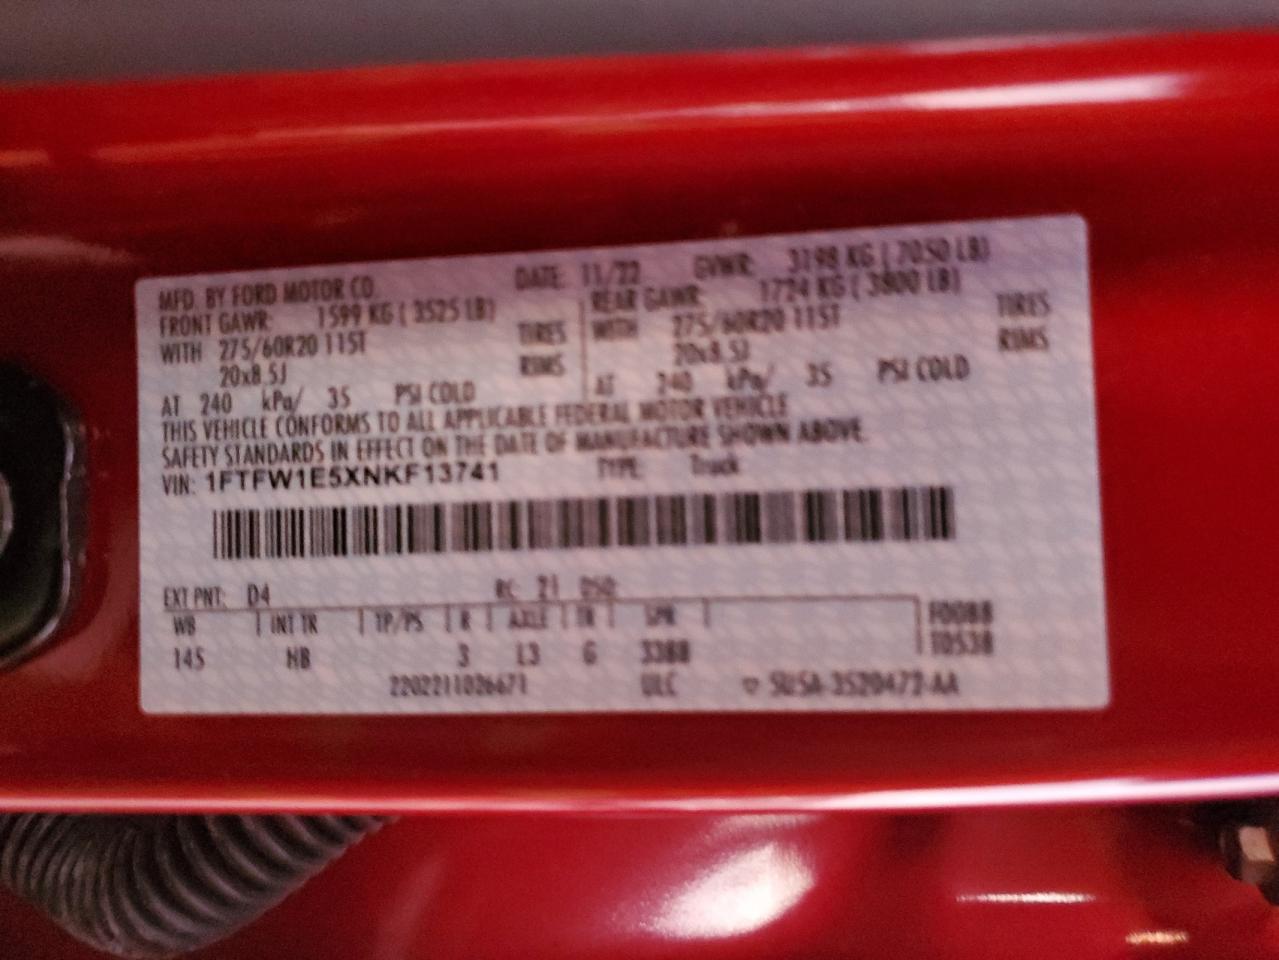 MFD. BY FORD MOTOR CO. DATE: 11/22 GVWR: 3198 KG ( 7050 LB)
FRONT GAWR: 1599 KG ( 3525 LB) REAR GAWR: 1724 KG ( 3800 LB)
WITH 275/60R20 115T TIRES WITH 275/60R20 115T TIRES
20x8.5J RIMS 20x8.5J RIMS
AT 240 kPa/ 35 PSI COLD AT 240 kPa/ 35 PSI COLD
THIS VEHICLE CONFORMS TO ALL APPLICABLE FEDERAL MOTOR VEHICLE
SAFETY STANDARDS IN EFFECT ON THE DATE OF MANUFACTURE SHOWN ABOVE.
VIN: 1FTFW1E5XNKF13741 TYPE: Truck
EXT PNT: D4 RC: 21 DSO:
WB INT TR TP/PS R AXLE TR SPR F0088
145 HB 3 L3 G 3388 T0538
2202211026671 ULC ▽ 5U5A-3520472-AA